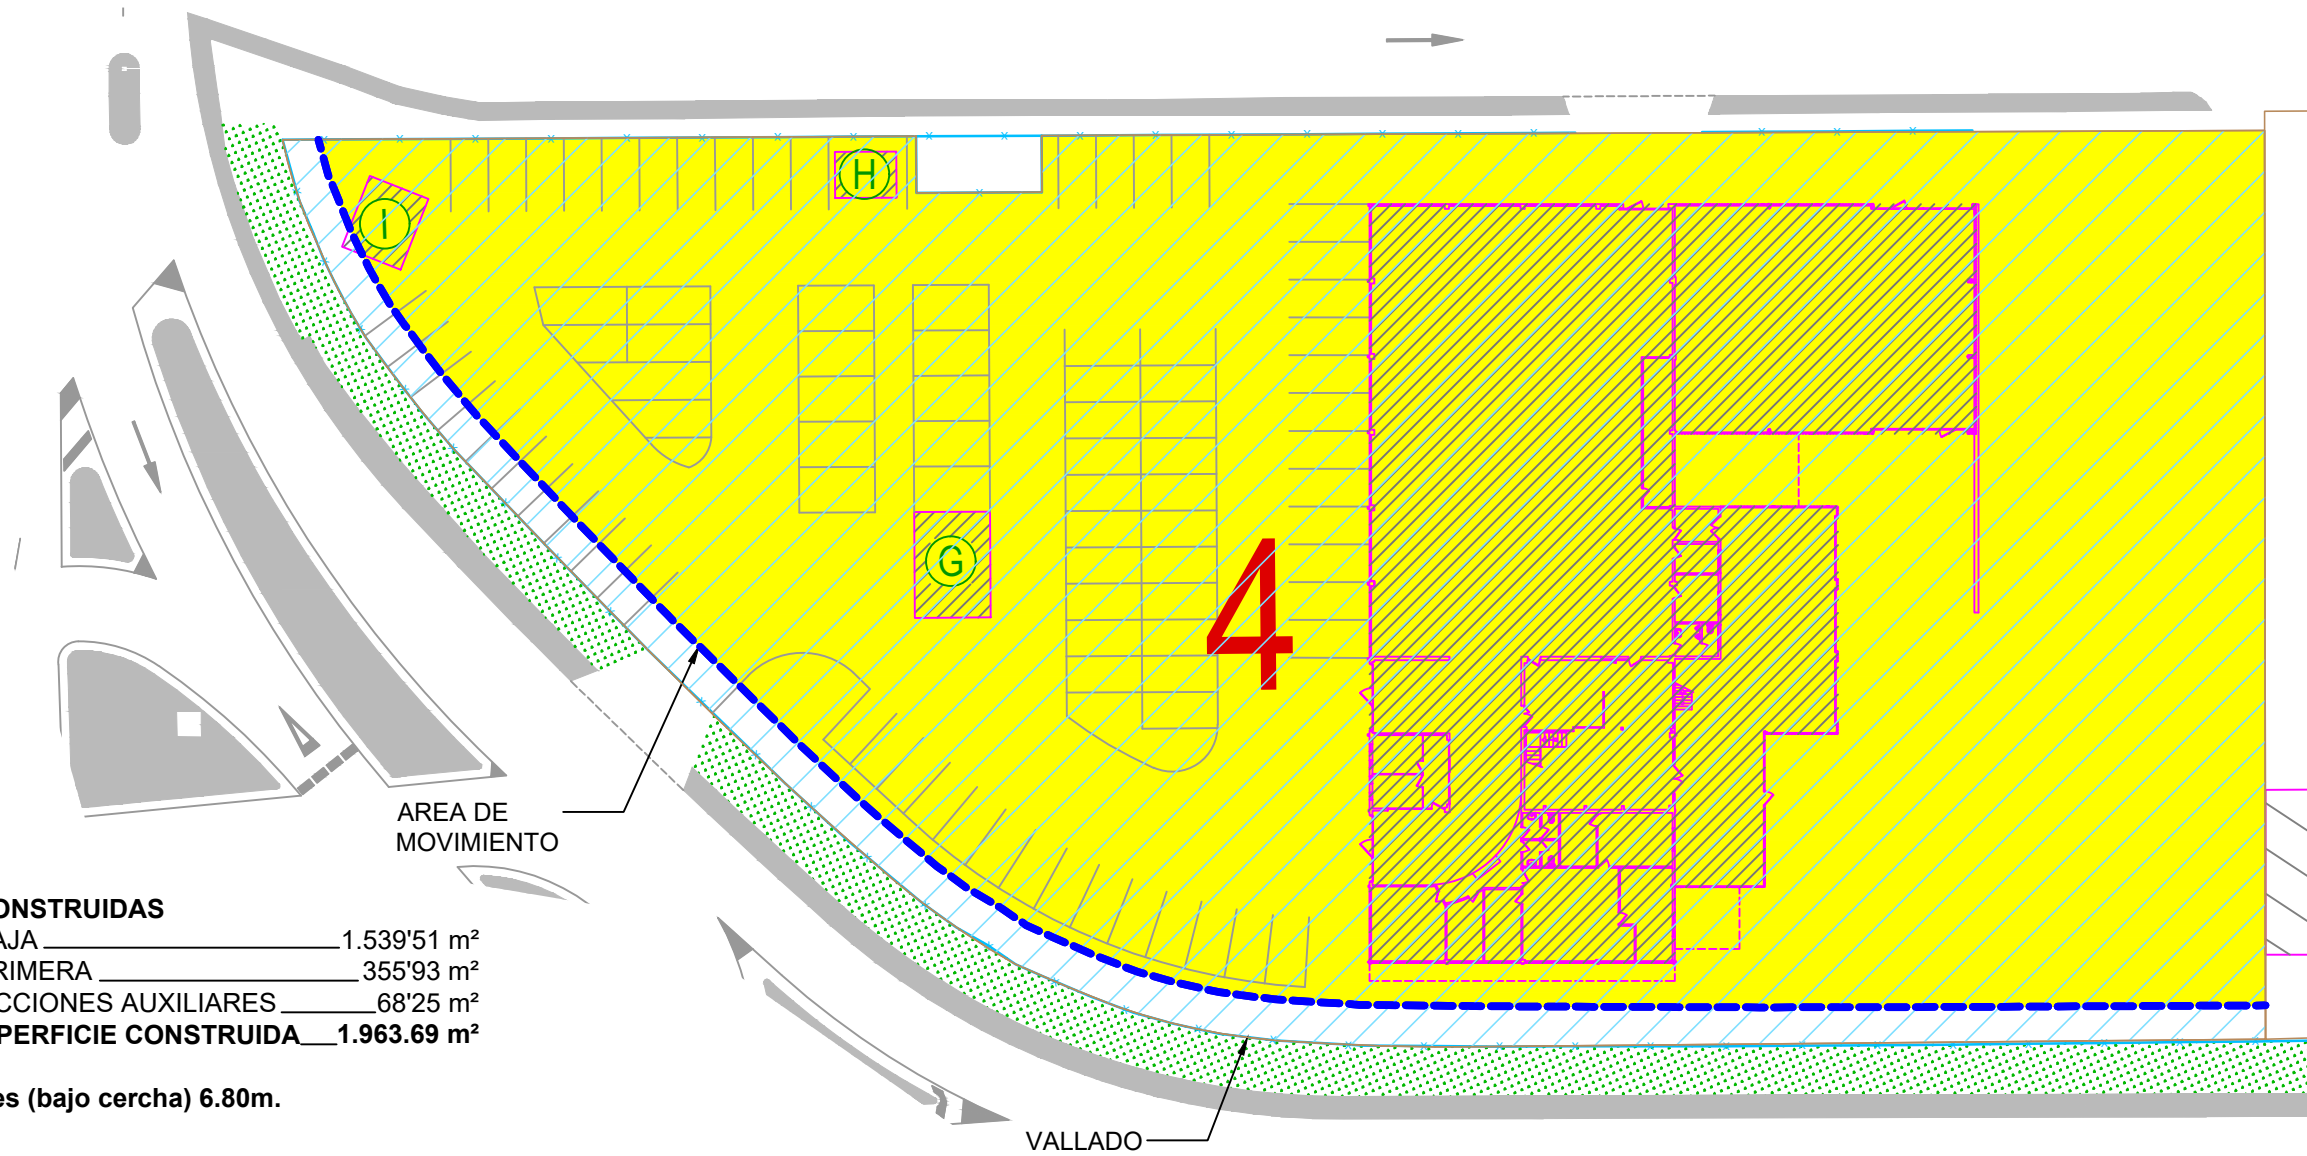 H
I
G
4
AREA DE
MOVIMIENTO
ONSTRUIDAS
AJA 1.539'51 m²
RIMERA 355'93 m²
CCIONES AUXILIARES 68'25 m²
PERFICIE CONSTRUIDA 1.963.69 m²
es (bajo cercha) 6.80m.
VALLADO